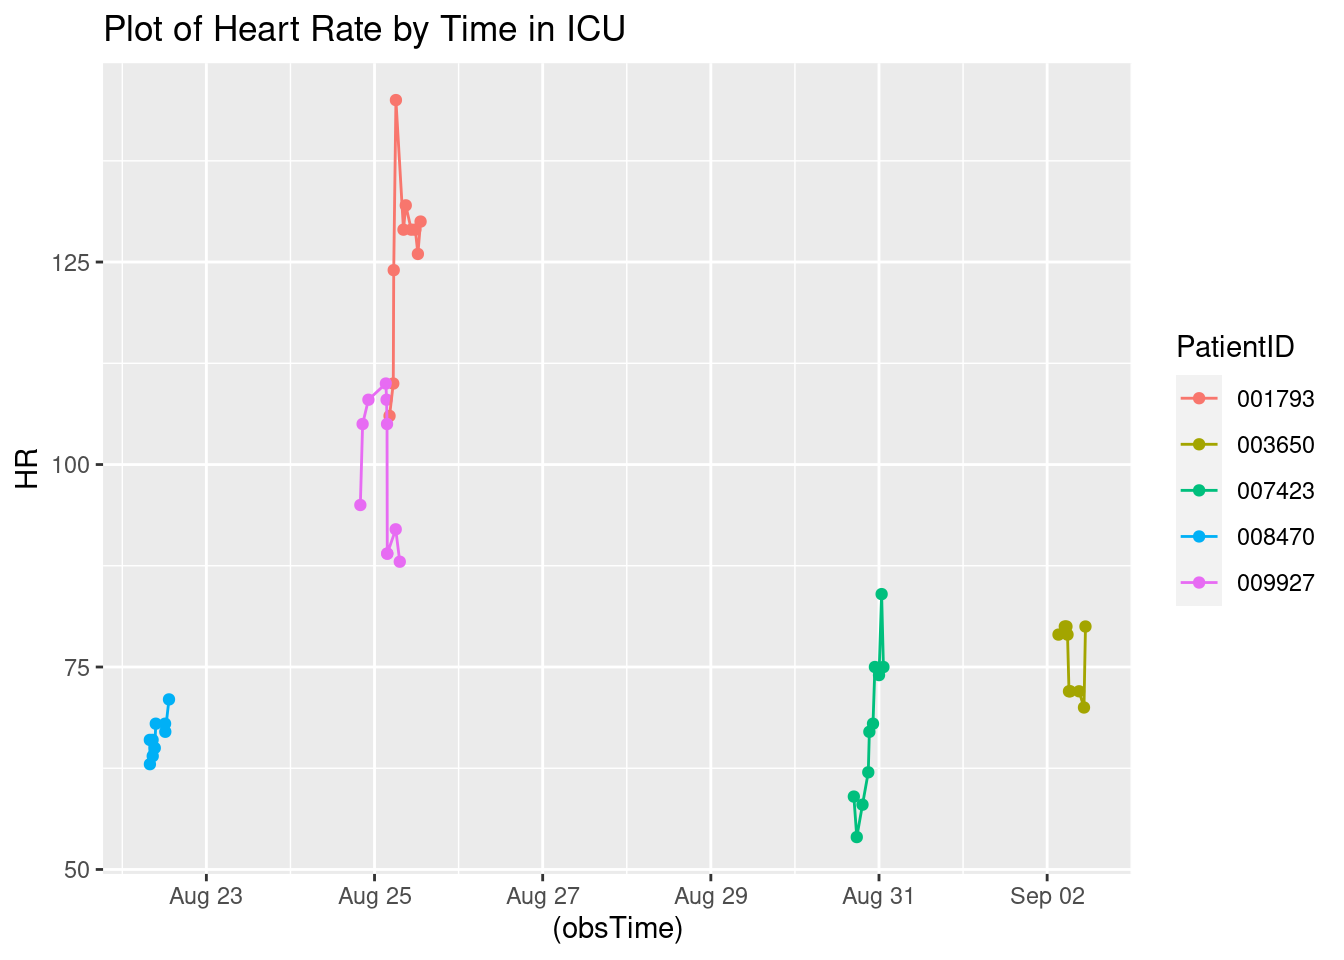 Plot of Heart Rate by Time in ICU
125
100
75
50
HR
Aug 23 Aug 25 Aug 27 Aug 29 Aug 31 Sep 02
(obsTime)
PatientID
001793
003650
007423
008470
009927